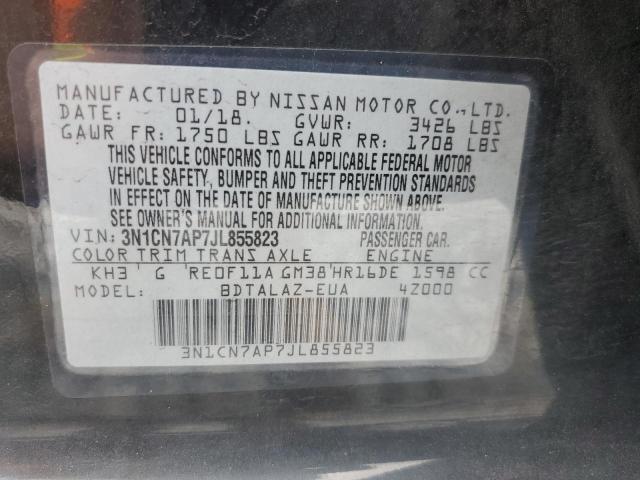 MANUFACTURED BY NISSAN MOTOR CO.,LTD.
DATE: 01/18. GVWR: 3426 LBS
GAWR FR: 1750 LBS GAWR RR: 1708 LBS
THIS VEHICLE CONFORMS TO ALL APPLICABLE FEDERAL MOTOR
VEHICLE SAFETY, BUMPER AND THEFT PREVENTION STANDARDS
IN EFFECT ON THE DATE OF MANUFACTURE SHOWN ABOVE.
SEE OWNER'S MANUAL FOR ADDITIONAL INFORMATION.
VIN: 3N1CN7AP7JL855823 PASSENGER CAR.
COLOR TRIM TRANS AXLE ENGINE
KH3 G RE0F11A GM38 HR16DE 1598 CC
MODEL: BDTALAZ-EUA 4Z000
3N1CN7AP7JL855823